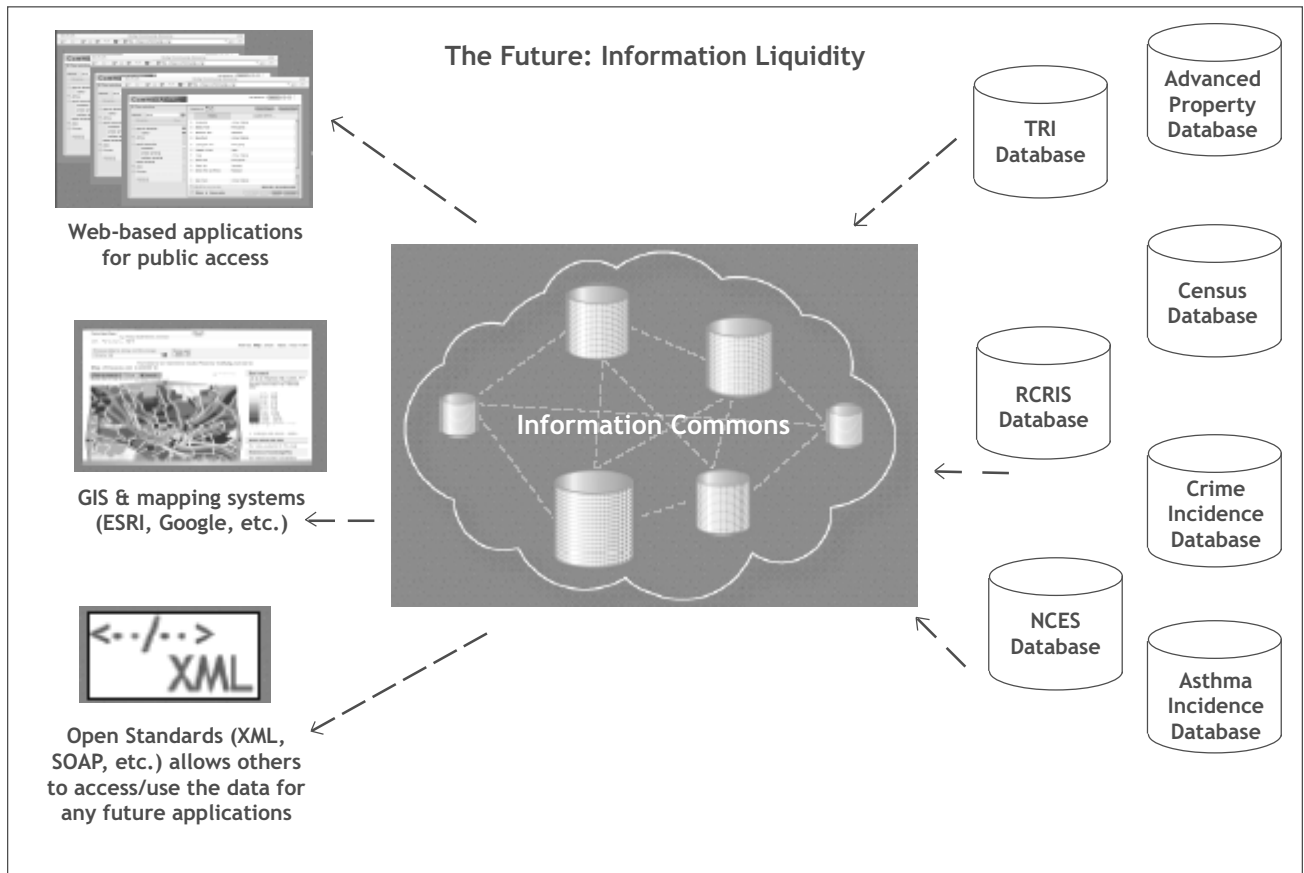 The Future: Information Liquidity
Web-based applications
for public access
GIS & mapping systems
(ESRI, Google, etc.)
<··/··>
XML
Open Standards (XML,
SOAP, etc.) allows others
to access/use the data for
any future applications
Information Commons
TRI
Database
Advanced
Property
Database
Census
Database
RCRIS
Database
Crime
Incidence
Database
NCES
Database
Asthma
Incidence
Database